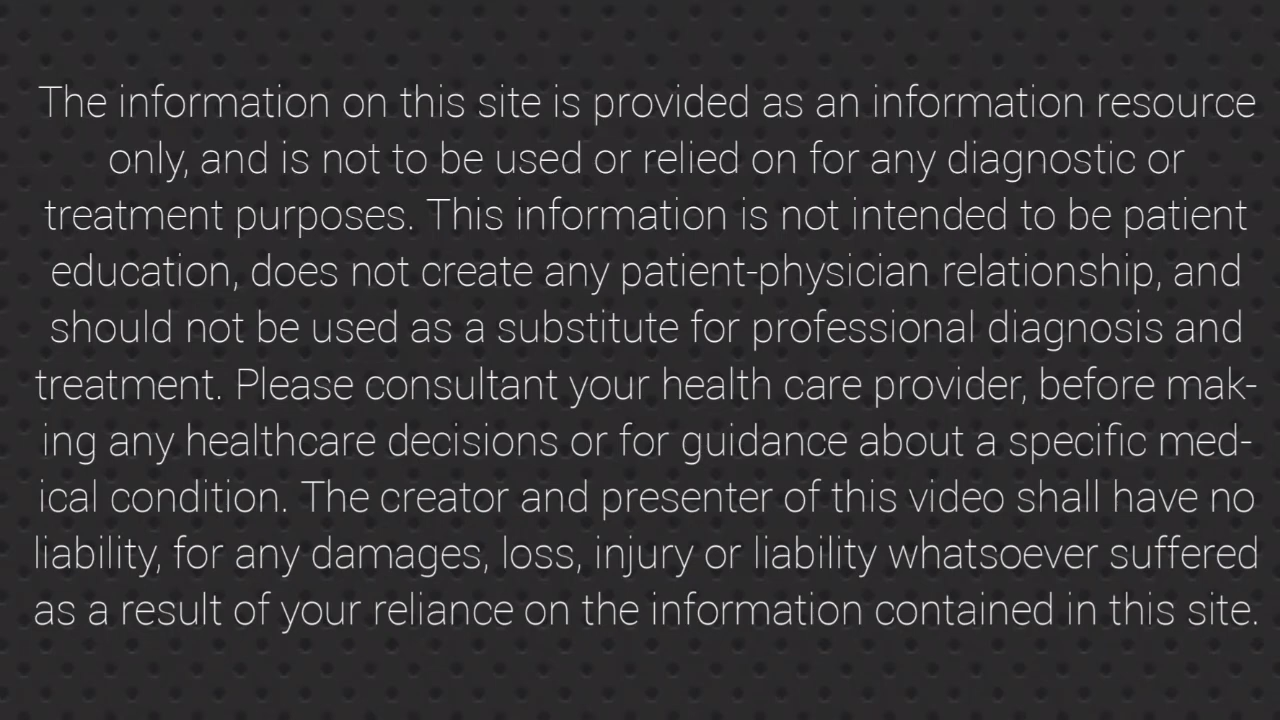 The information on this site is provided as an information resource
only, and is not to be used or relied on for any diagnostic or
treatment purposes. This information is not intended to be patient
education, does not create any patient-physician relationship, and
should not be used as a substitute for professional diagnosis and
treatment. Please consultant your health care provider, before mak-
ing any healthcare decisions or for guidance about a specific med-
ical condition. The creator and presenter of this video shall have no
liability, for any damages, loss, injury or liability whatsoever suffered
as a result of your reliance on the information contained in this site.